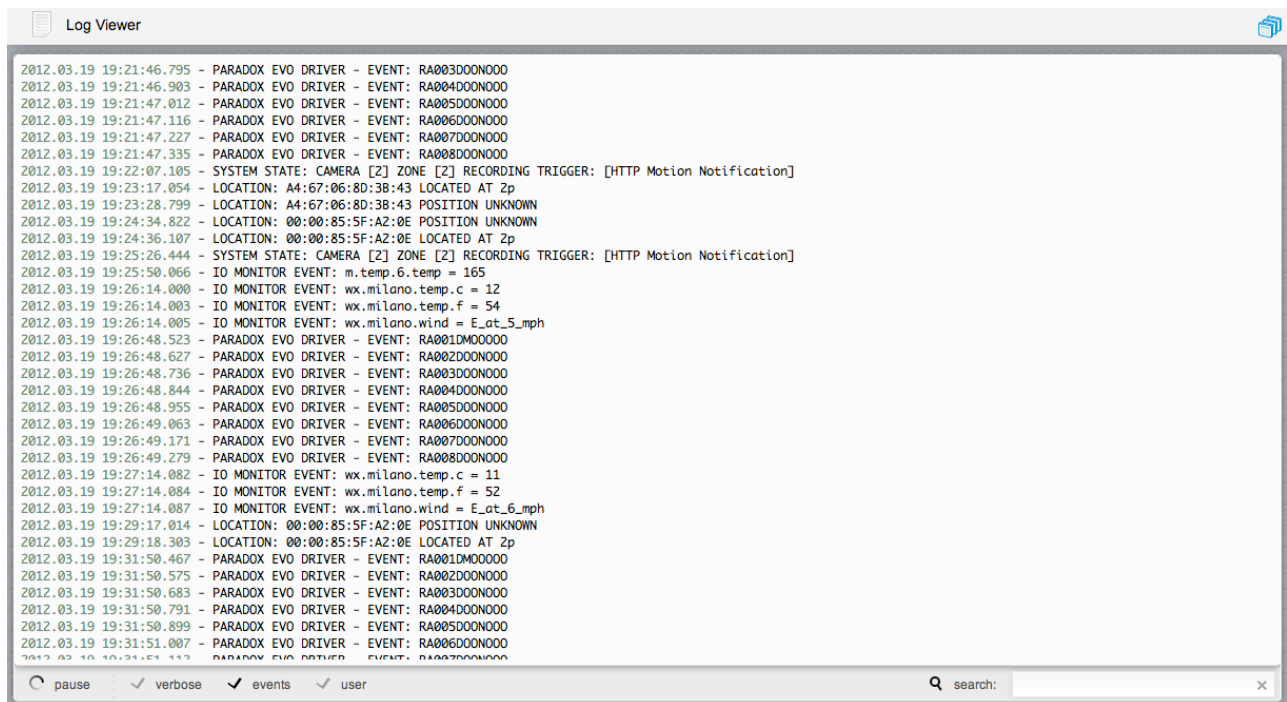 Log Viewer
2012.03.19 19:21:46.795 - PARADOX EVO DRIVER - EVENT: RA003DOONOOO
2012.03.19 19:21:46.903 - PARADOX EVO DRIVER - EVENT: RA004DOONOOO
2012.03.19 19:21:47.012 - PARADOX EVO DRIVER - EVENT: RA005DOONOOO
2012.03.19 19:21:47.116 - PARADOX EVO DRIVER - EVENT: RA006DOONOOO
2012.03.19 19:21:47.227 - PARADOX EVO DRIVER - EVENT: RA007DOONOOO
2012.03.19 19:21:47.335 - PARADOX EVO DRIVER - EVENT: RA008DOONOOO
2012.03.19 19:22:07.105 - SYSTEM STATE: CAMERA [2] ZONE [2] RECORDING TRIGGER: [HTTP Motion Notification]
2012.03.19 19:23:17.054 - LOCATION: A4:67:06:8D:3B:43 LOCATED AT 2p
2012.03.19 19:23:28.799 - LOCATION: A4:67:06:8D:3B:43 POSITION UNKNOWN
2012.03.19 19:24:34.822 - LOCATION: 00:00:85:5F:A2:0E POSITION UNKNOWN
2012.03.19 19:24:36.107 - LOCATION: 00:00:85:5F:A2:0E LOCATED AT 2p
2012.03.19 19:25:26.444 - SYSTEM STATE: CAMERA [2] ZONE [2] RECORDING TRIGGER: [HTTP Motion Notification]
2012.03.19 19:25:50.066 - IO MONITOR EVENT: m.temp.6.temp = 165
2012.03.19 19:26:14.000 - IO MONITOR EVENT: wx.milano.temp.c = 12
2012.03.19 19:26:14.003 - IO MONITOR EVENT: wx.milano.temp.f = 54
2012.03.19 19:26:14.005 - IO MONITOR EVENT: wx.milano.wind = E_at_5_mph
2012.03.19 19:26:48.523 - PARADOX EVO DRIVER - EVENT: RA001DMOOOOO
2012.03.19 19:26:48.627 - PARADOX EVO DRIVER - EVENT: RA002DOONOOO
2012.03.19 19:26:48.736 - PARADOX EVO DRIVER - EVENT: RA003DOONOOO
2012.03.19 19:26:48.844 - PARADOX EVO DRIVER - EVENT: RA004DOONOOO
2012.03.19 19:26:48.955 - PARADOX EVO DRIVER - EVENT: RA005DOONOOO
2012.03.19 19:26:49.063 - PARADOX EVO DRIVER - EVENT: RA006DOONOOO
2012.03.19 19:26:49.171 - PARADOX EVO DRIVER - EVENT: RA007DOONOOO
2012.03.19 19:26:49.279 - PARADOX EVO DRIVER - EVENT: RA008DOONOOO
2012.03.19 19:27:14.082 - IO MONITOR EVENT: wx.milano.temp.c = 11
2012.03.19 19:27:14.084 - IO MONITOR EVENT: wx.milano.temp.f = 52
2012.03.19 19:27:14.087 - IO MONITOR EVENT: wx.milano.wind = E_at_6_mph
2012.03.19 19:29:17.014 - LOCATION: 00:00:85:5F:A2:0E POSITION UNKNOWN
2012.03.19 19:29:18.303 - LOCATION: 00:00:85:5F:A2:0E LOCATED AT 2p
2012.03.19 19:31:50.467 - PARADOX EVO DRIVER - EVENT: RA001DMOOOOO
2012.03.19 19:31:50.575 - PARADOX EVO DRIVER - EVENT: RA002DOONOOO
2012.03.19 19:31:50.683 - PARADOX EVO DRIVER - EVENT: RA003DOONOOO
2012.03.19 19:31:50.791 - PARADOX EVO DRIVER - EVENT: RA004DOONOOO
2012.03.19 19:31:50.899 - PARADOX EVO DRIVER - EVENT: RA005DOONOOO
2012.03.19 19:31:51.007 - PARADOX EVO DRIVER - EVENT: RA006DOONOOO
pause verbose events user search: